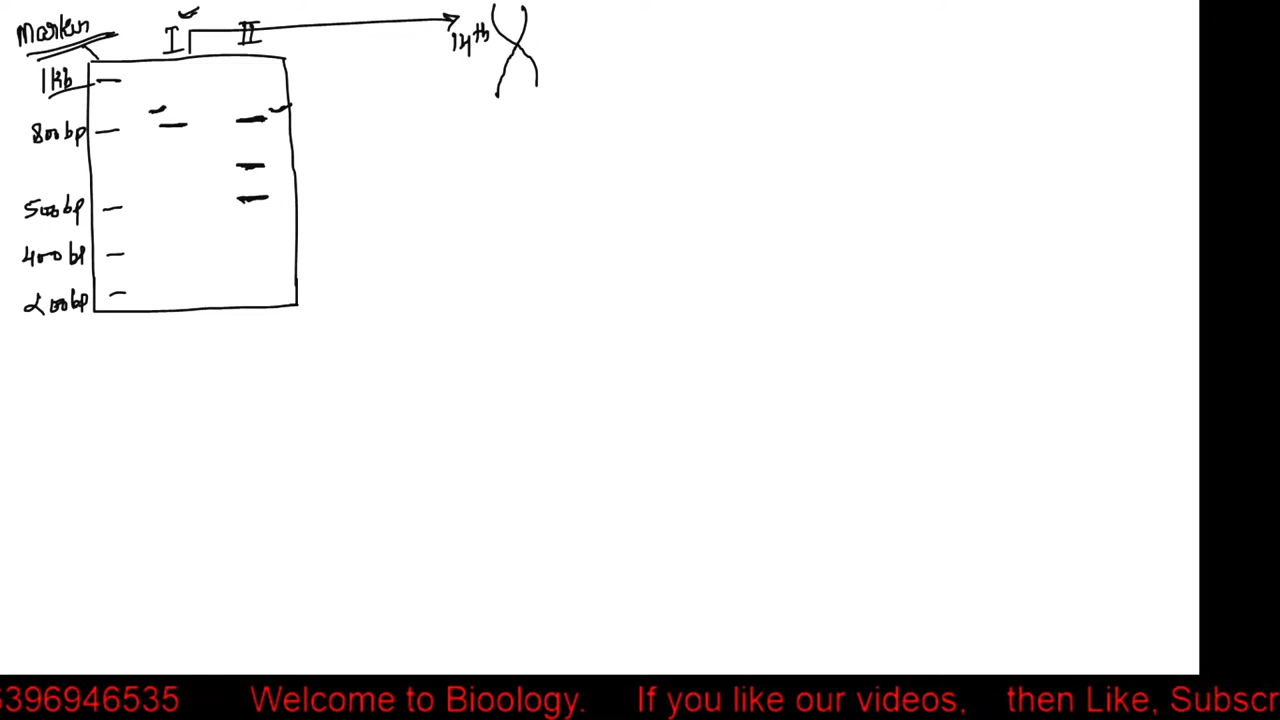 Marker
I II
14th
1kb
800bp
500bp
400bp
200bp
6396946535 Welcome to Bioology. If you like our videos, then Like, Subscr